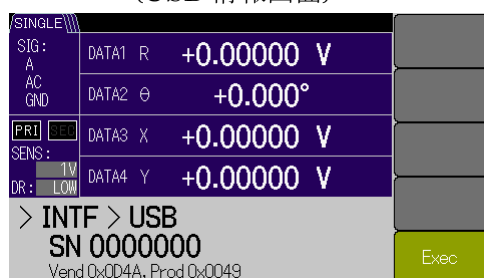 (USB 情報画面)
SINGLE
SIG:
A
AC
GND
PRI SEC
SENS:
1V
DR: LOW
DATA1 R +0.00000 V
DATA2 θ +0.000°
DATA3 X +0.00000 V
DATA4 Y +0.00000 V
> INTF > USB
SN 0000000
Vend 0x0D4A, Prod 0x0049
Exec